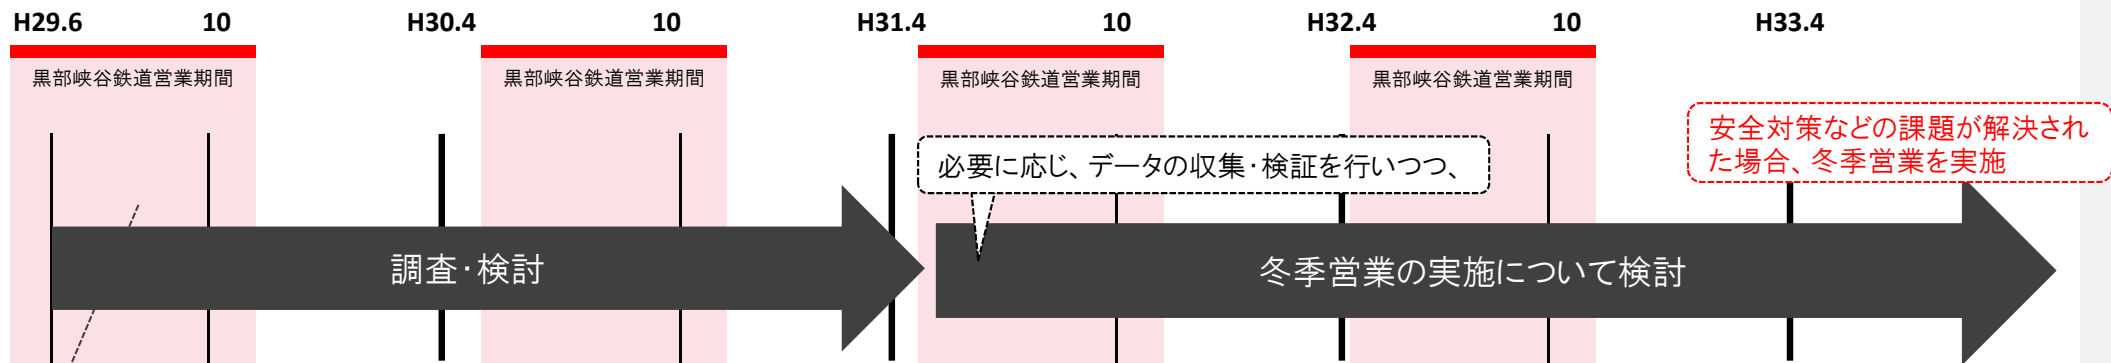 H29.6 10 H30.4 10 H31.4 10 H32.4 10 H33.4
黒部峡谷鉄道営業期間 黒部峡谷鉄道営業期間 黒部峡谷鉄道営業期間 黒部峡谷鉄道営業期間
安全対策などの課題が解決され
た場合、冬季営業を実施
必要に応じ、データの収集・検証を行いつつ、
調査・検討
冬季営業の実施について検討